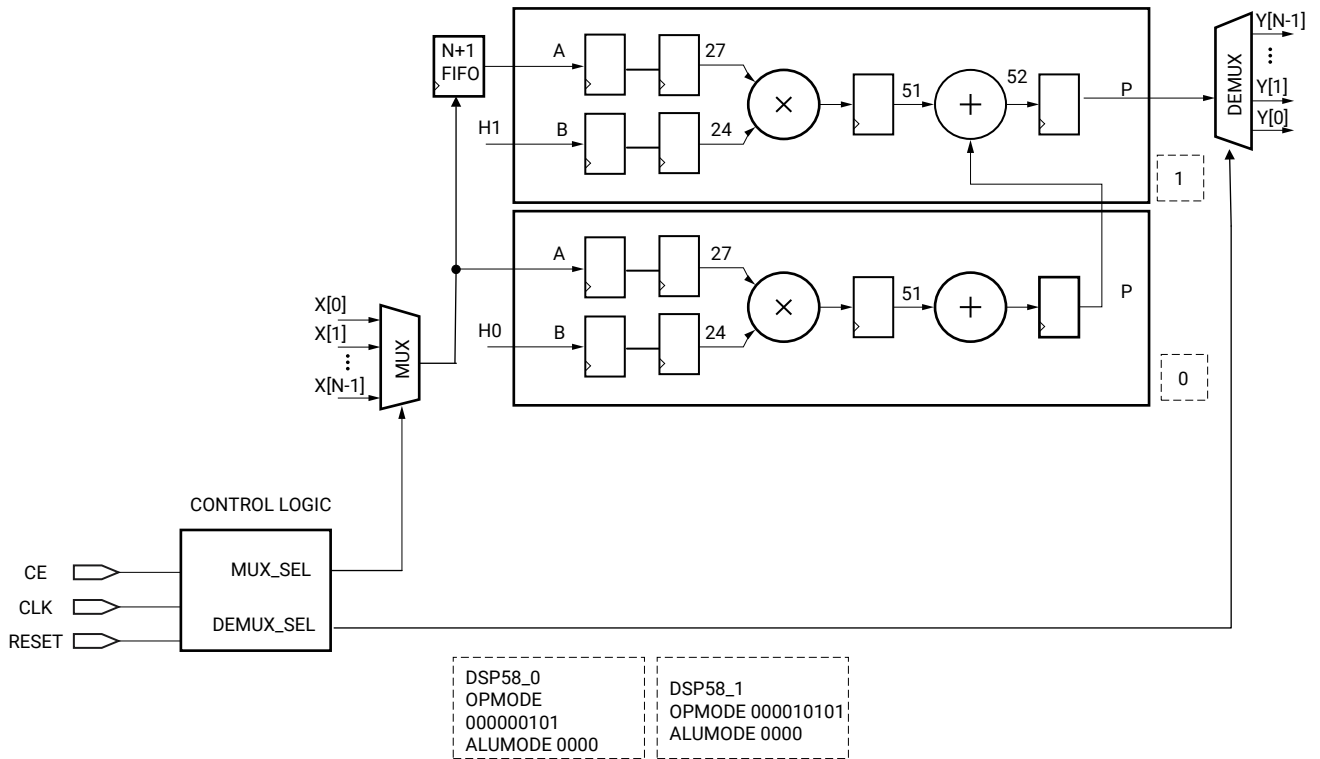 N+1
FIFO
A
27
51
52
P
H1
B
24
DEMUX
Y[N-1]
⋮
Y[1]
Y[0]
1
A
27
51
P
H0
B
24
0
X[0]
X[1]
⋮
X[N-1]
MUX
CONTROL LOGIC
CE
MUX_SEL
CLK
DEMUX_SEL
RESET
DSP58_0
OPMODE
000000101
ALUMODE 0000
DSP58_1
OPMODE 000010101
ALUMODE 0000